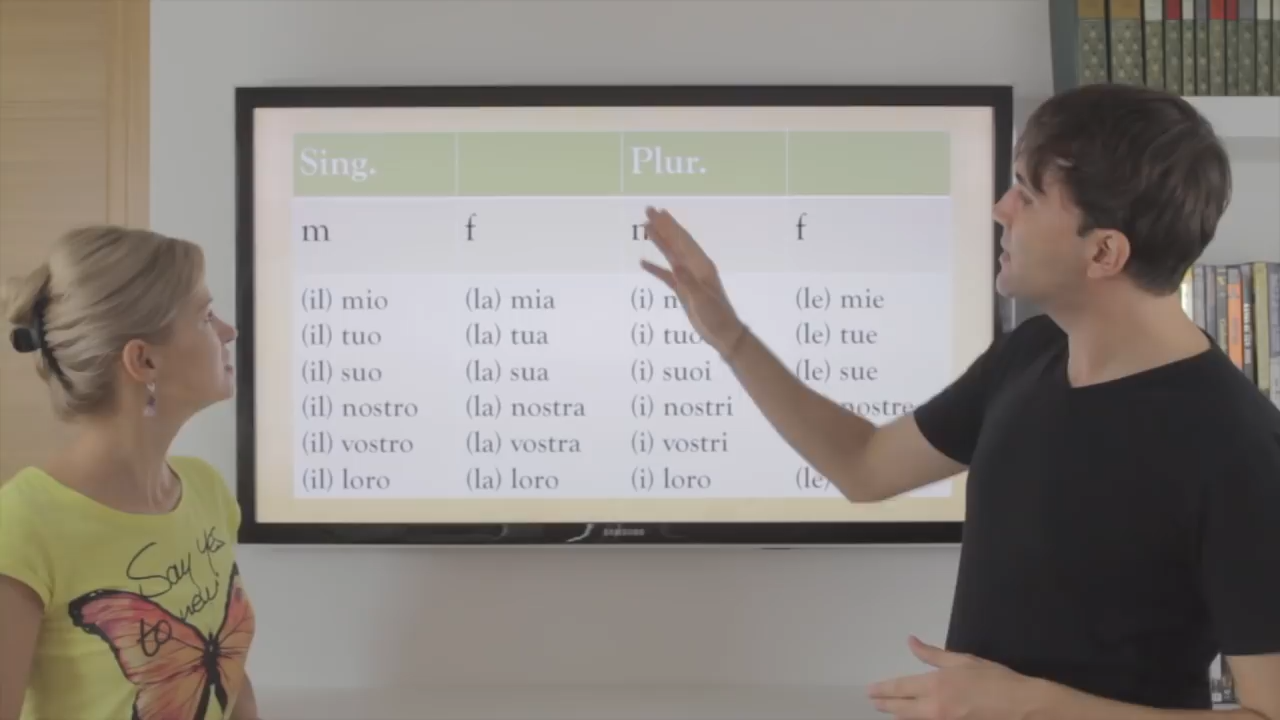 Sing. Plur.
m f f
(il) mio (la) mia (i) (le) mie
(il) tuo (la) tua (i) (le) tue
(il) suo (la) sua (i) suoi (le) sue
(il) nostro (la) nostra (i) nostri nostre
(il) vostro (la) vostra (i) vostri
(il) loro (la) loro (i) loro (le)
SAMSUNG
Say yes
to